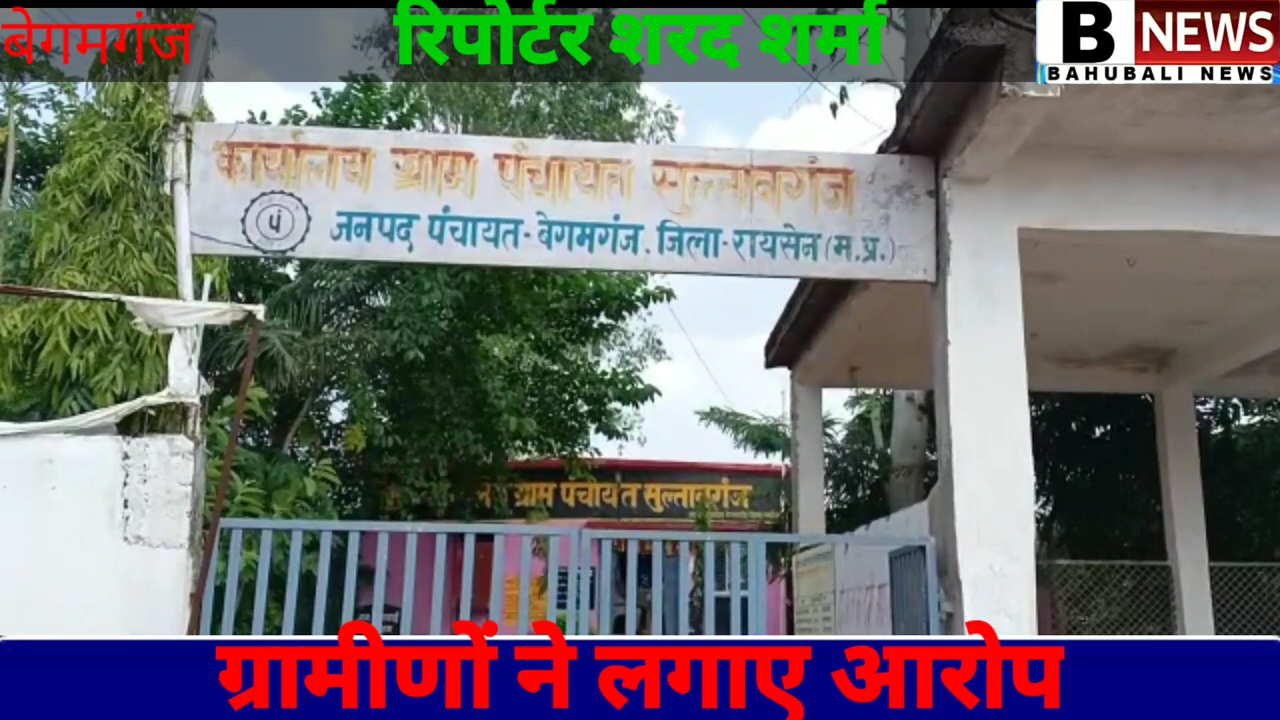 बेगमगंज
रिपोर्टर शरद शर्मा
B NEWS
BAHUBALI NEWS
कार्यालय ग्राम पंचायत सुल्तानगंज
पं
जनपद पंचायत-बेगमगंज. जिला-रायसेन (म.प्र.)
ग्राम पंचायत सुल्तानगंज
ग्रामीणों ने लगाए आरोप